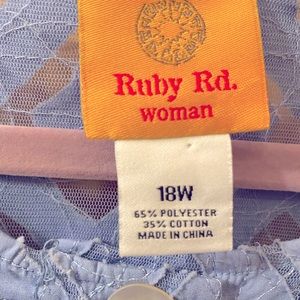 Ruby Rd.
woman
18W
65% POLYESTER
35% COTTON
MADE IN CHINA